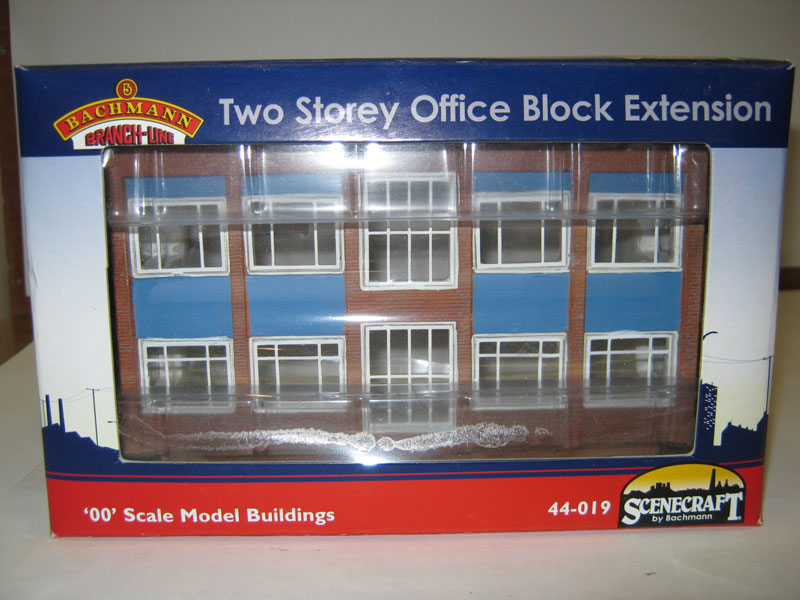 B
BACHMANN
BRANCH-LINE
Two Storey Office Block Extension
'00' Scale Model Buildings
44-019
SCENECRAFT
by Bachmann